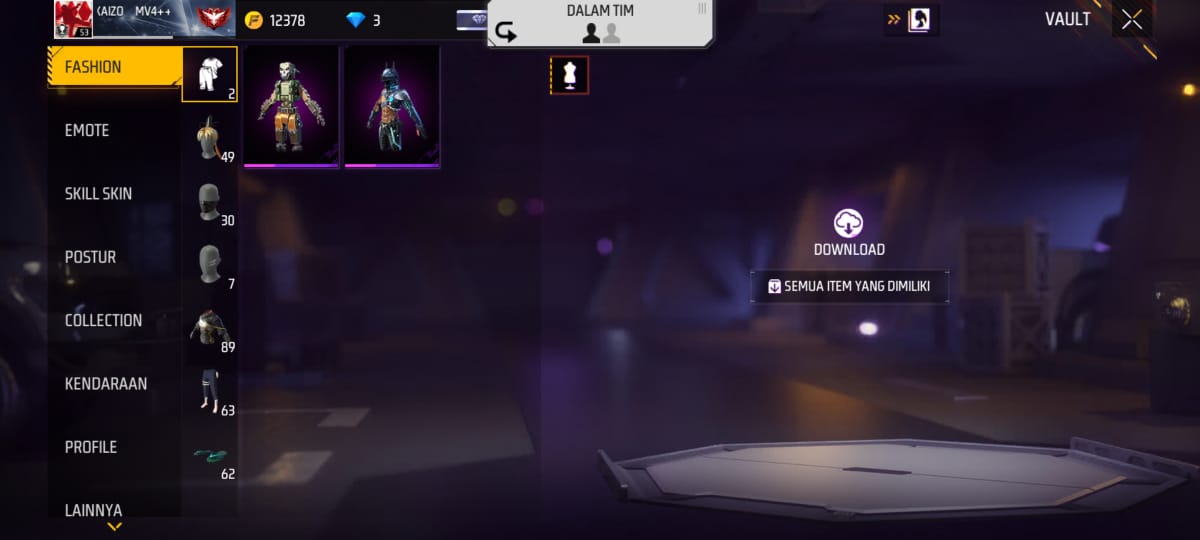 KAIZO MV4++
53
12378
3
DALAM TIM
VAULT
FASHION
2
EMOTE
49
SKILL SKIN
30
POSTUR
7
COLLECTION
89
KENDARAAN
63
PROFILE
62
LAINNYA
DOWNLOAD
SEMUA ITEM YANG DIMILIKI